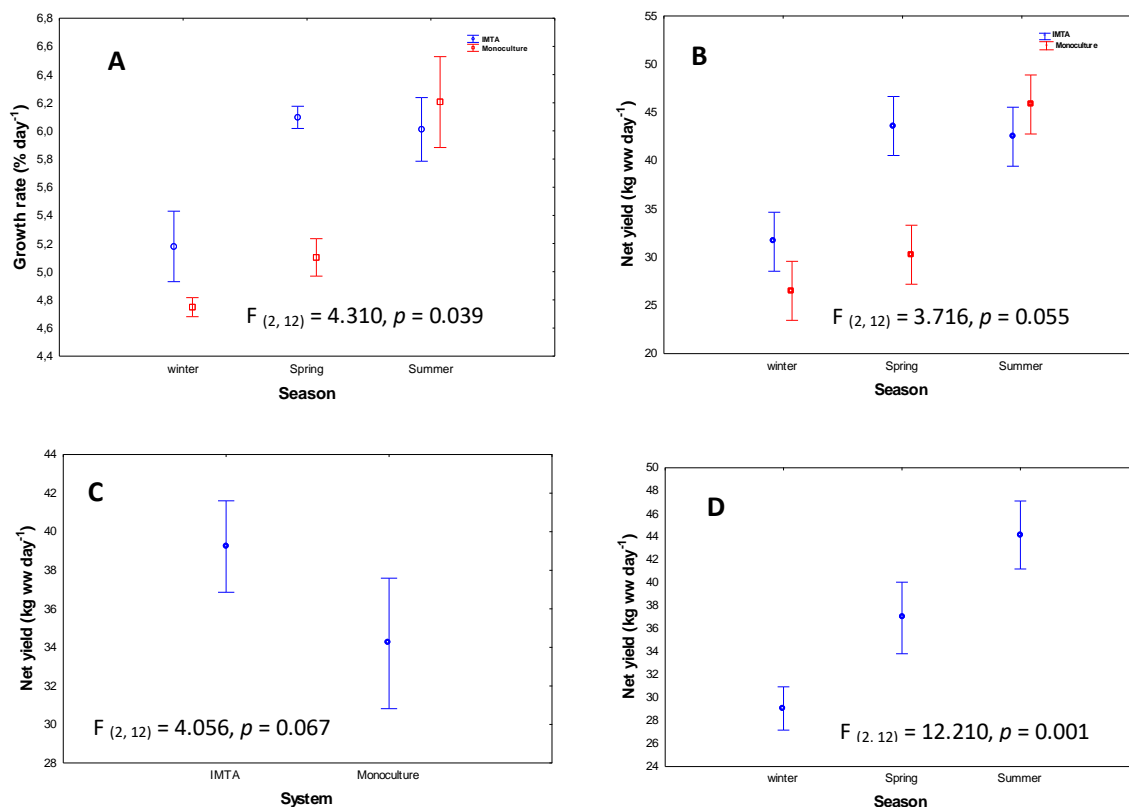 A
IMTA
Monoculture
Growth rate (% day-1)
6,8
6,6
6,4
6,2
6,0
5,8
5,6
5,4
5,2
5,0
4,8
4,6
4,4
F (2, 12) = 4.310, p = 0.039
winter Spring Summer
Season
B
IMTA
Monoculture
Net yield (kg ww day-1)
55
50
45
40
35
30
25
20
F (2, 12) = 3.716, p = 0.055
winter Spring Summer
Season
C
Net yield (kg ww day-1)
44
42
40
38
36
34
32
30
28
F (2, 12) = 4.056, p = 0.067
IMTA Monoculture
System
D
Net yield (kg ww day-1)
50
48
46
44
42
40
38
36
34
32
30
28
26
24
F (2, 12) = 12.210, p = 0.001
winter Spring Summer
Season